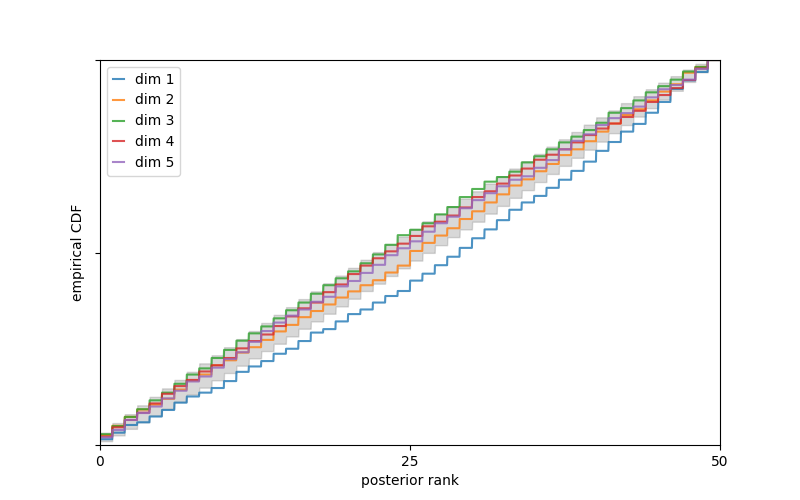 dim 1
dim 2
dim 3
dim 4
dim 5
empirical CDF
0
25
50
posterior rank